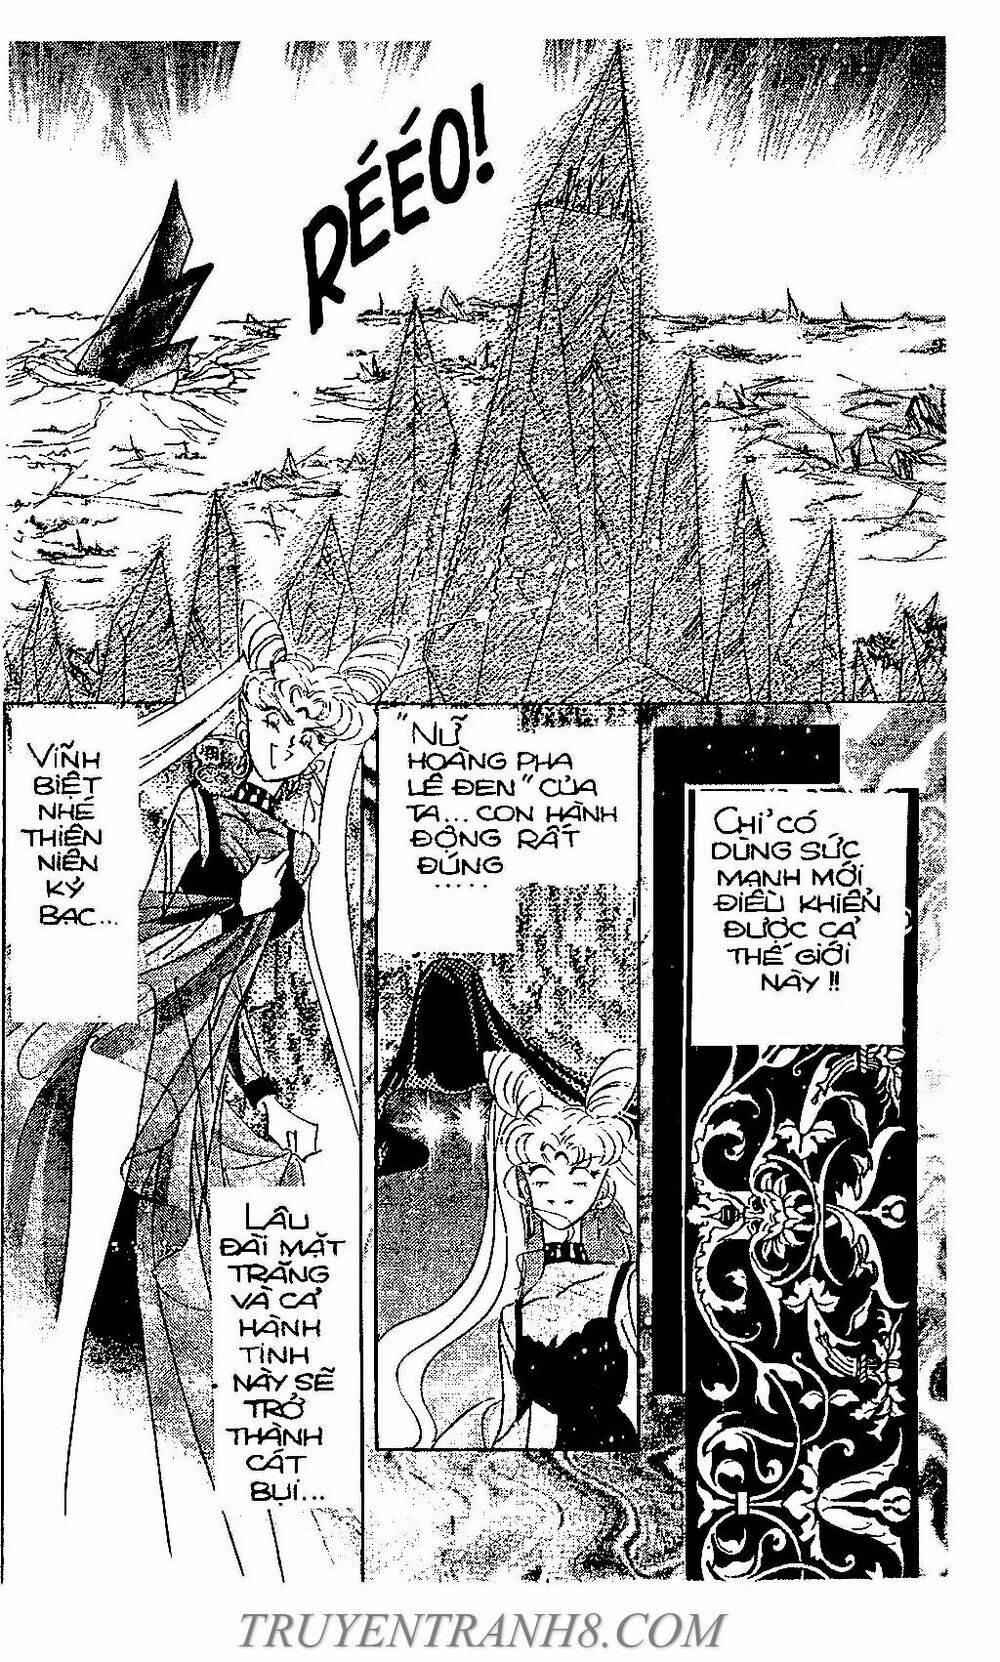 RÉÉO!
VĨNH
BIỆT
NHÉ
THIÊN
NIÊN
KỶ
BẠC...
LÂU
ĐÀI MẶT
TRĂNG
VÀ CẢ
HÀNH
TINH
NÀY SẼ
TRỞ
THÀNH
CÁT
BỤI...
"NỮ
HOÀNG PHA
LÊ ĐEN" CỦA
TA... CON HÀNH
ĐỘNG RẤT
ĐÚNG
.....
CHỈ CÓ
DÙNG SỨC
MẠNH MỚI
ĐIỀU KHIỂN
ĐƯỢC CẢ
THẾ GIỚI
NÀY!!
TRUYENTRANH8.COM